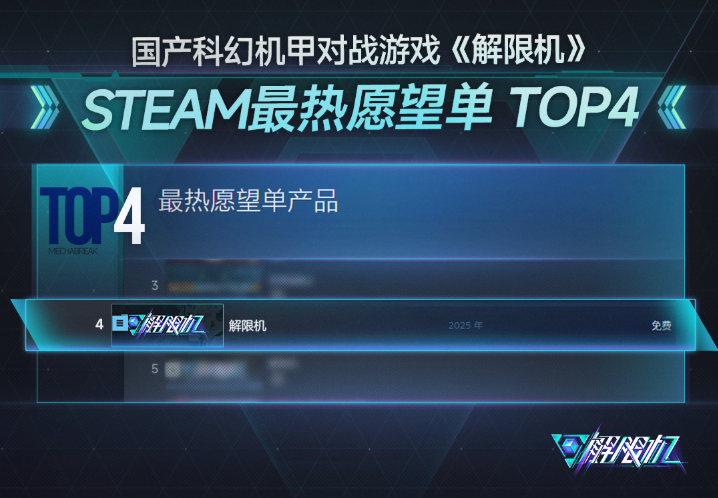 国产科幻机甲对战游戏《解限机》
STEAM最热愿望单 TOP4
TOP4
MECHABREAK
最热愿望单产品
3
4
解限机
解限机
2025 年
免费
5
解限机